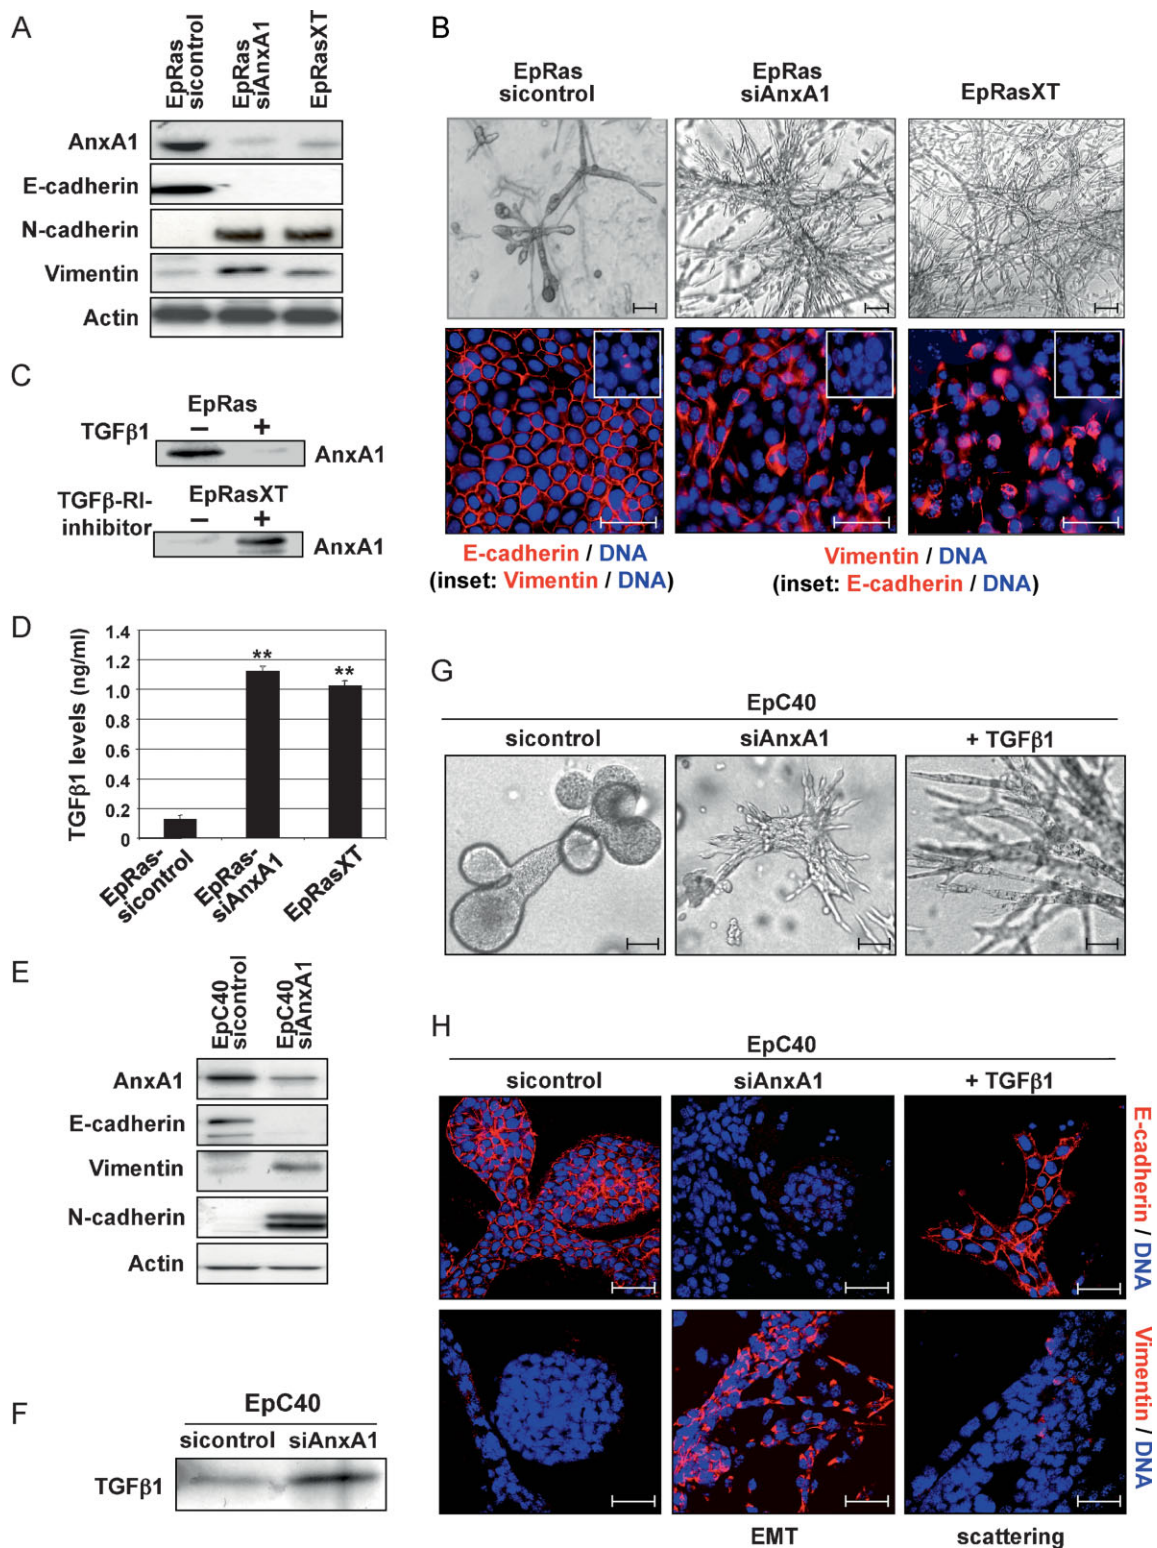 A
EpRas
sicontrol
EpRas
siAnxA1
EpRasXT
AnxA1
E-cadherin
N-cadherin
Vimentin
Actin
B
EpRas
sicontrol
EpRas
siAnxA1
EpRasXT
E-cadherin / DNA
(inset: Vimentin / DNA)
Vimentin / DNA
(inset: E-cadherin / DNA)
C
EpRas
TGFβ1 – +
AnxA1
TGFβ-RI-
inhibitor
EpRasXT
– +
AnxA1
D
TGFβ1 levels (ng/ml)
1.4
1.2
1.0
0.8
0.6
0.4
0.2
0
**
**
EpRas-
sicontrol
EpRas-
siAnxA1
EpRasXT
E
EpC40
sicontrol
EpC40
siAnxA1
AnxA1
E-cadherin
Vimentin
N-cadherin
Actin
F
EpC40
sicontrol siAnxA1
TGFβ1
G
EpC40
sicontrol siAnxA1 + TGFβ1
H
EpC40
sicontrol siAnxA1 + TGFβ1
E-cadherin / DNA
Vimentin / DNA
EMT scattering